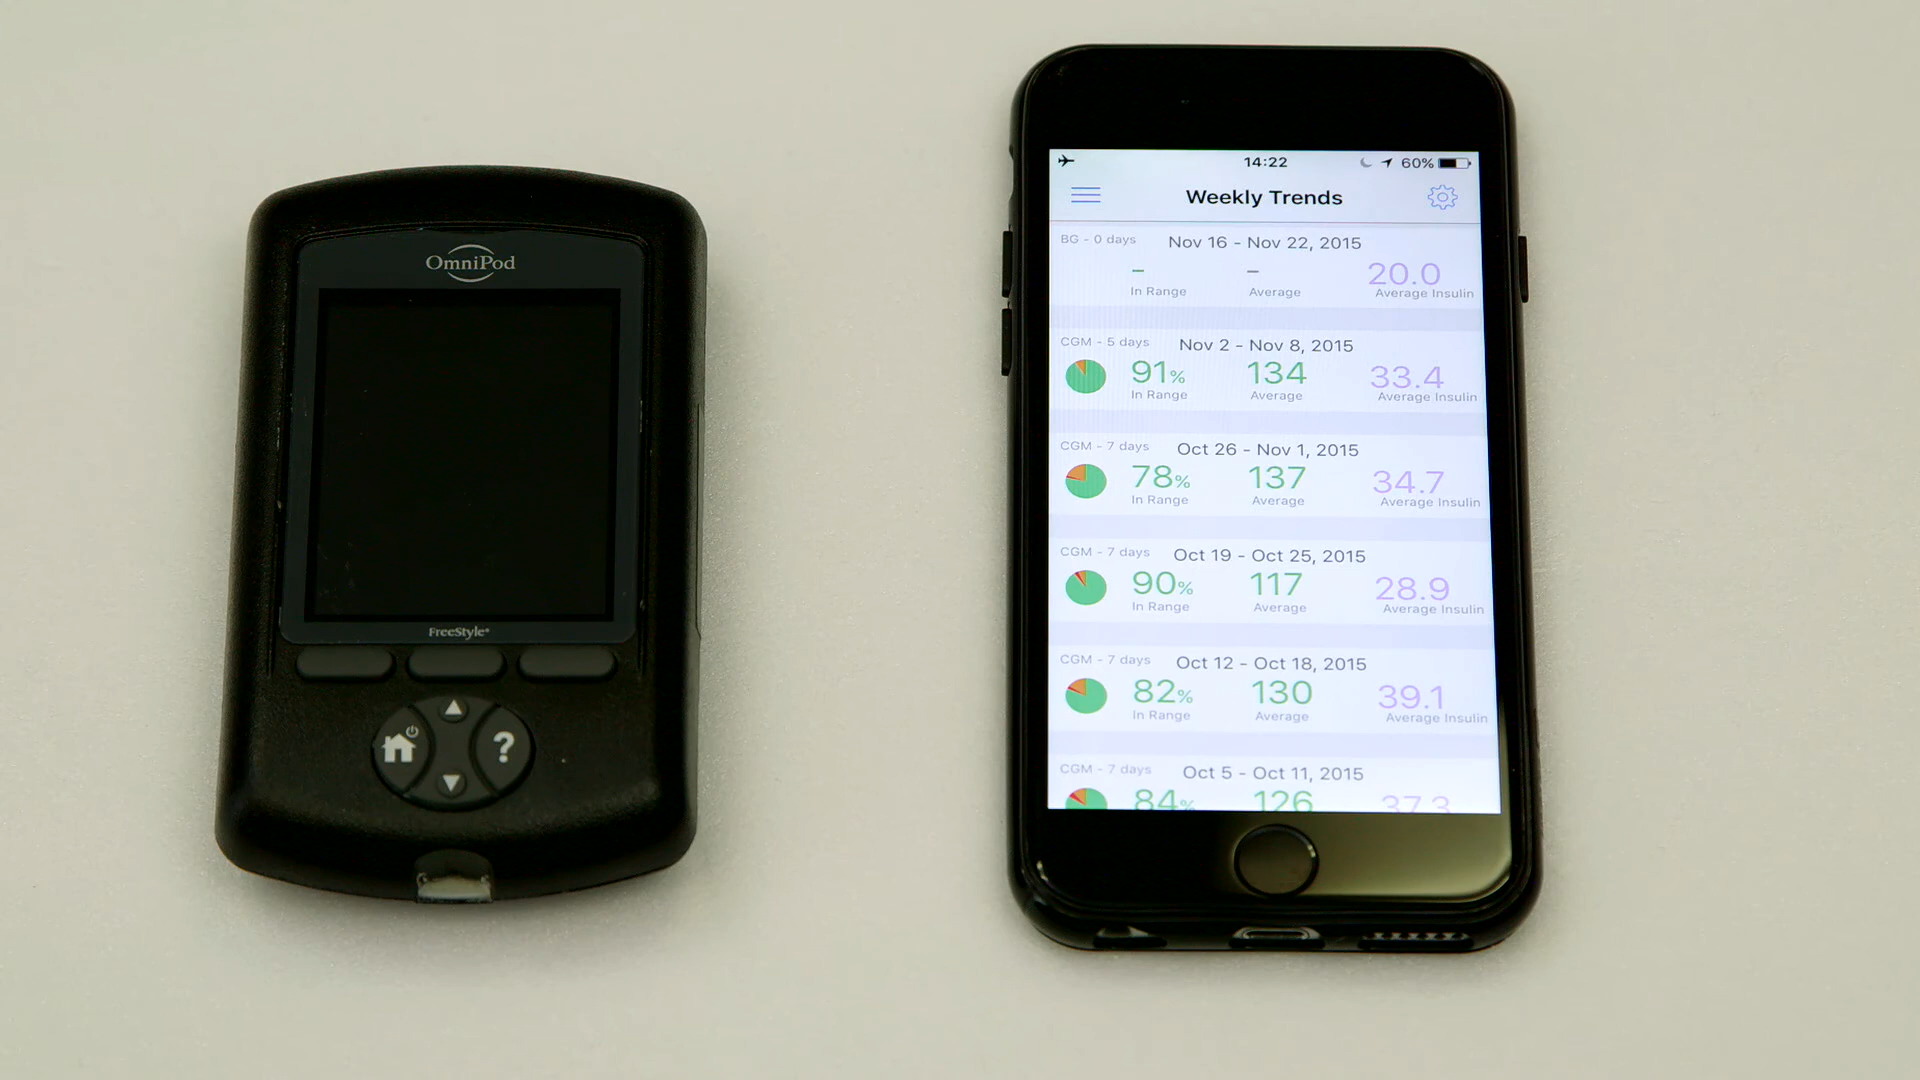 OmniPod
FreeStyle®
?
14:22
60%
Weekly Trends
BG - 0 days
Nov 16 - Nov 22, 2015
–
–
20.0
In Range
Average
Average Insulin
CGM - 5 days
Nov 2 - Nov 8, 2015
91%
134
33.4
In Range
Average
Average Insulin
CGM - 7 days
Oct 26 - Nov 1, 2015
78%
137
34.7
In Range
Average
Average Insulin
CGM - 7 days
Oct 19 - Oct 25, 2015
90%
117
28.9
In Range
Average
Average Insulin
CGM - 7 days
Oct 12 - Oct 18, 2015
82%
130
39.1
In Range
Average
Average Insulin
CGM - 7 days
Oct 5 - Oct 11, 2015
84%
126
37.3